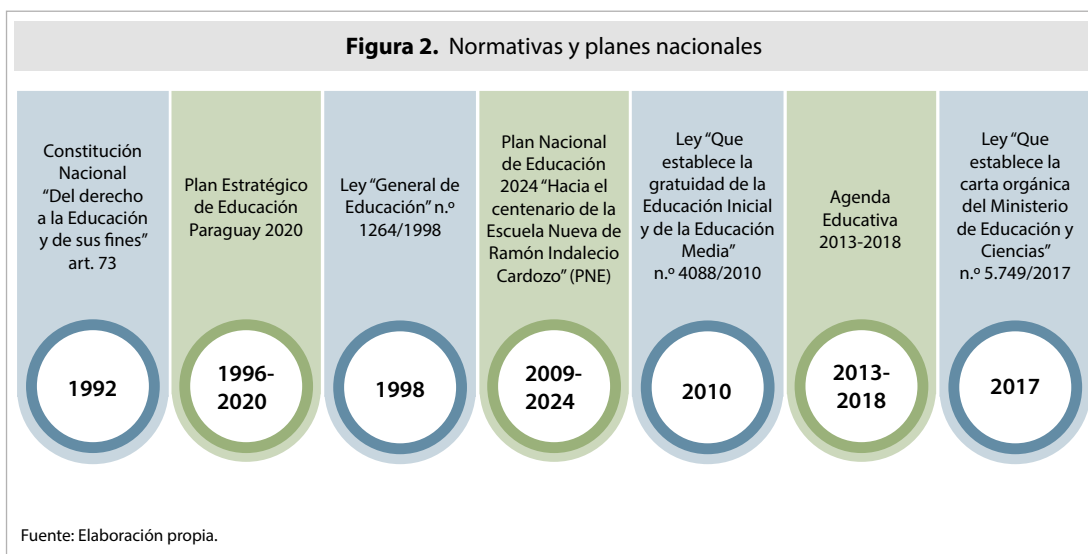 Figura 2. Normativas y planes nacionales
Constitución
Nacional
“Del derecho
a la Educación
y de sus fines”
art. 73
1992
Plan Estratégico
de Educación
Paraguay 2020
1996-
2020
Ley “General de
Educación” n.º
1264/1998
1998
Plan Nacional
de Educación
2024 “Hacia el
centenario de la
Escuela Nueva de
Ramón Indalecio
Cardozo” (PNE)
2009-
2024
Ley “Que
establece la
gratuidad de la
Educación Inicial
y de la Educación
Media”
n.º 4088/2010
2010
Agenda
Educativa
2013-2018
2013-
2018
Ley “Que
establece la
carta orgánica
del Ministerio
de Educación y
Ciencias”
n.º 5.749/2017
2017
Fuente: Elaboración propia.